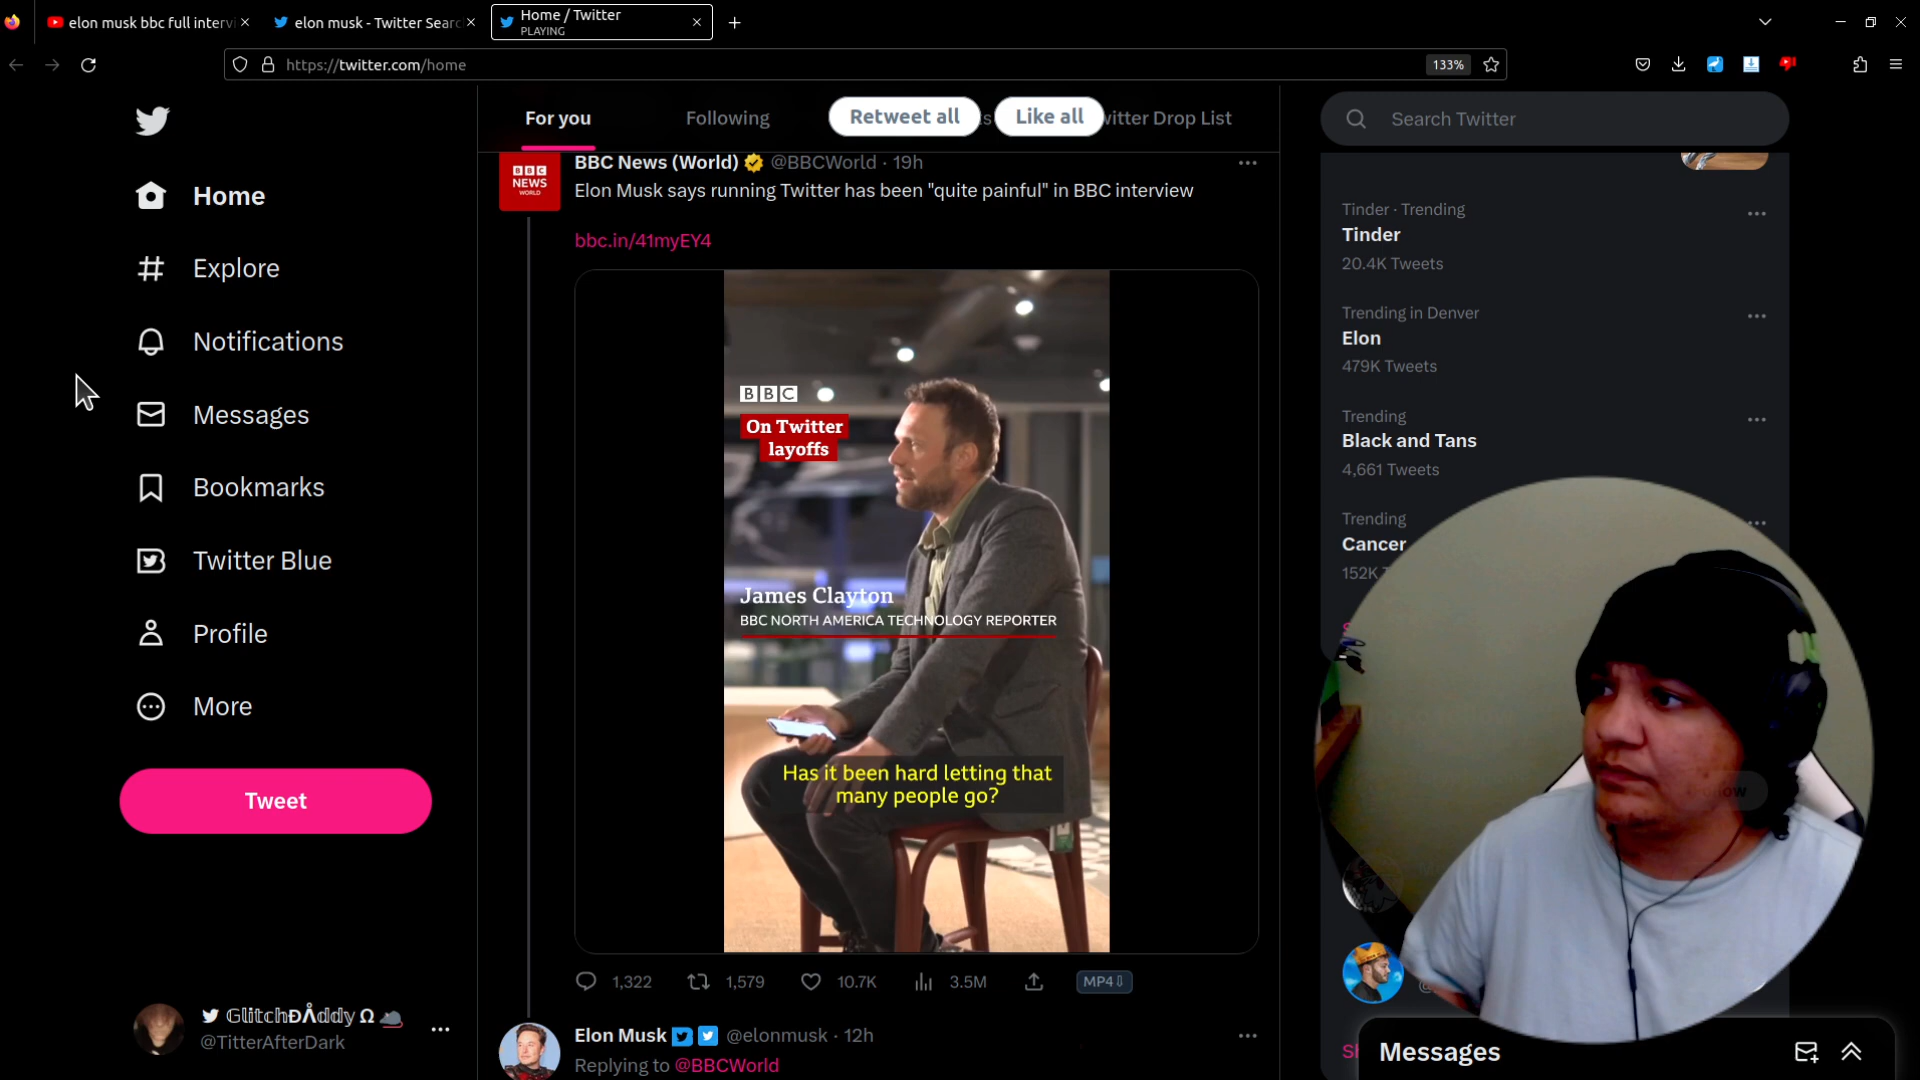 elon musk bbc full interv
elon musk - Twitter Searc
Home / Twitter
PLAYING
https://twitter.com/home
133%
Home
Explore
Notifications
Messages
Bookmarks
Twitter Blue
Profile
More
Tweet
𝔾𝕝𝕚𝕥𝕔𝕙ÐÅ𝕕𝕕𝕪 Ω
@TitterAfterDark
For you
Following
Retweet all
Like all
witter Drop List
BBC News (World) @BBCWorld · 19h
BBC
NEWS
WORLD
Elon Musk says running Twitter has been "quite painful" in BBC interview
bbc.in/41myEY4
BBC
On Twitter
layoffs
James Clayton
BBC NORTH AMERICA TECHNOLOGY REPORTER
Has it been hard letting that
many people go?
1,322
1,579
10.7K
3.5M
MP4⇩
Elon Musk @elonmusk · 12h
Replying to @BBCWorld
Search Twitter
Tinder · Trending
Tinder
20.4K Tweets
Trending in Denver
Elon
479K Tweets
Trending
Black and Tans
4,661 Tweets
Trending
Cancer
152K
Messages